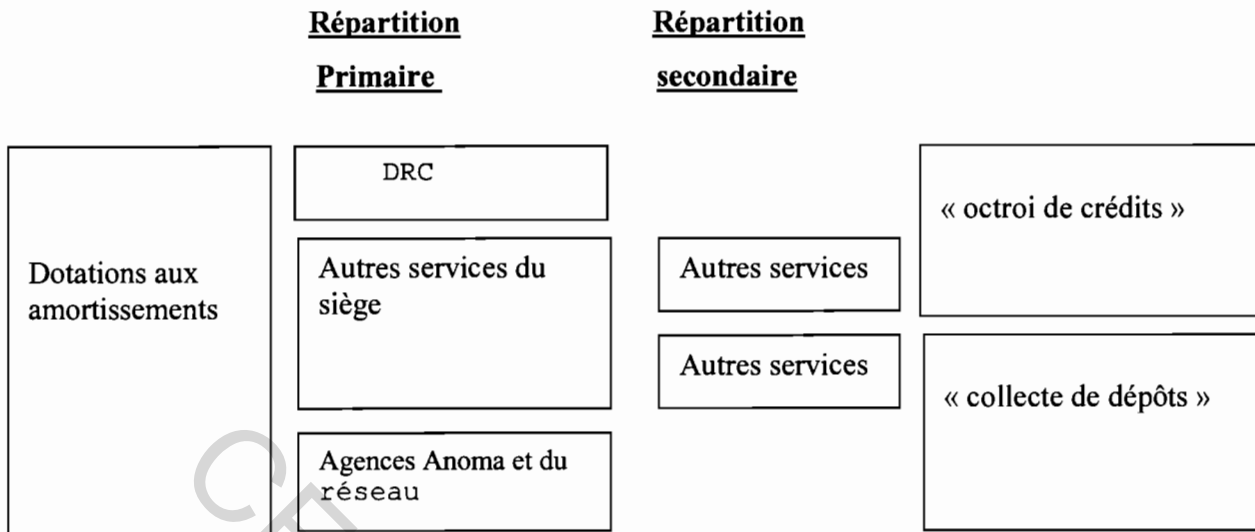 Répartition
Primaire
Répartition
secondaire
Dotations aux
amortissements
DRC
Autres services du
siège
Agences Anoma et du
réseau
Autres services
Autres services
« octroi de crédits »
« collecte de dépôts »